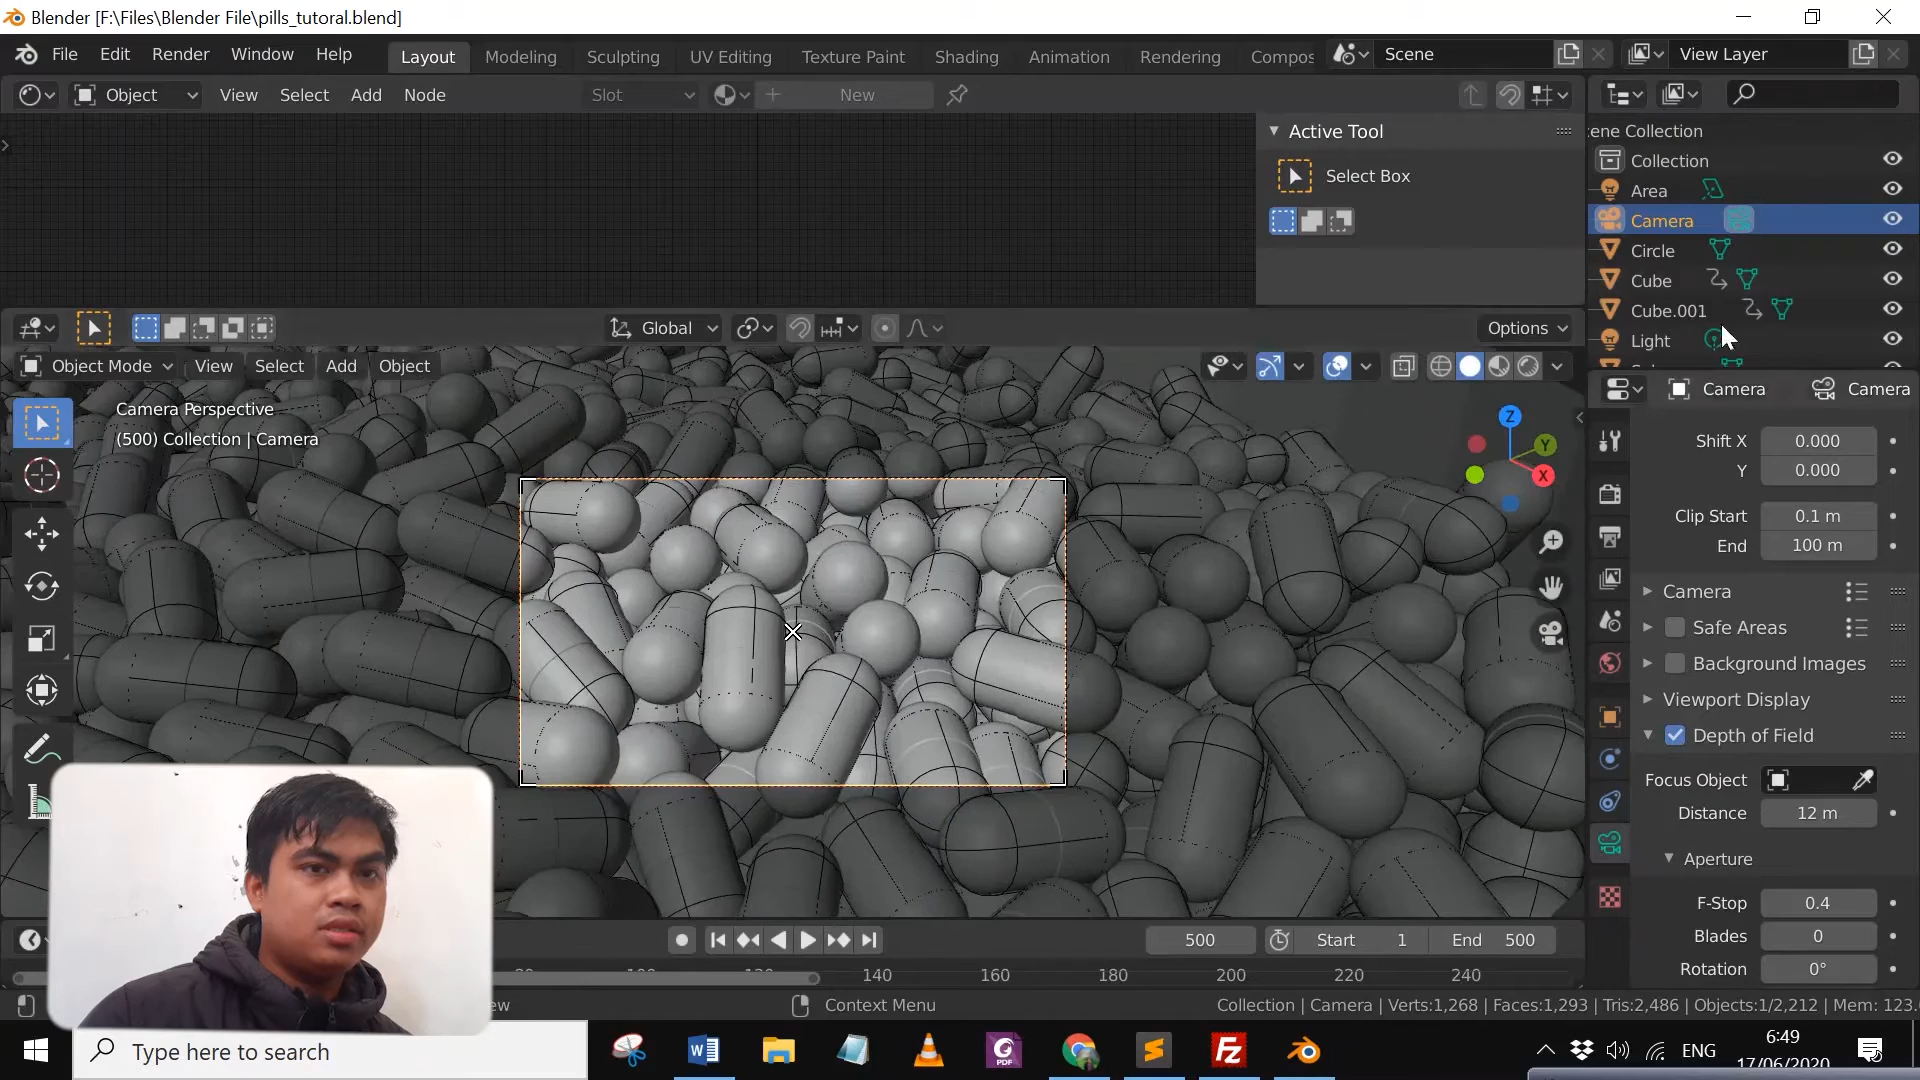 Blender [F:\Files\Blender File\pills_tutoral.blend]
File Edit Render Window Help
Layout Modeling Sculpting UV Editing Texture Paint Shading Animation Rendering Compos
Scene
View Layer
Object View Select Add Node
Slot New
Active Tool
Select Box
ene Collection
Collection
Area
Camera
Circle
Cube
Cube.001
Light
Global
Options
Object Mode View Select Add Object
Camera Perspective
(500) Collection | Camera
Z
Y
X
Camera Camera
Shift X 0.000
Y 0.000
Clip Start 0.1 m
End 100 m
Camera
Safe Areas
Background Images
Viewport Display
Depth of Field
Focus Object
Distance 12 m
Aperture
F-Stop 0.4
Blades 0
Rotation 0°
500 Start 1 End 500
140 160 180 200 220 240
ew
Context Menu
Collection | Camera | Verts:1,268 | Faces:1,293 | Tris:2,486 | Objects:1/2,212 | Mem: 123.
Type here to search
PDF
ENG
6:49
17/06/2020